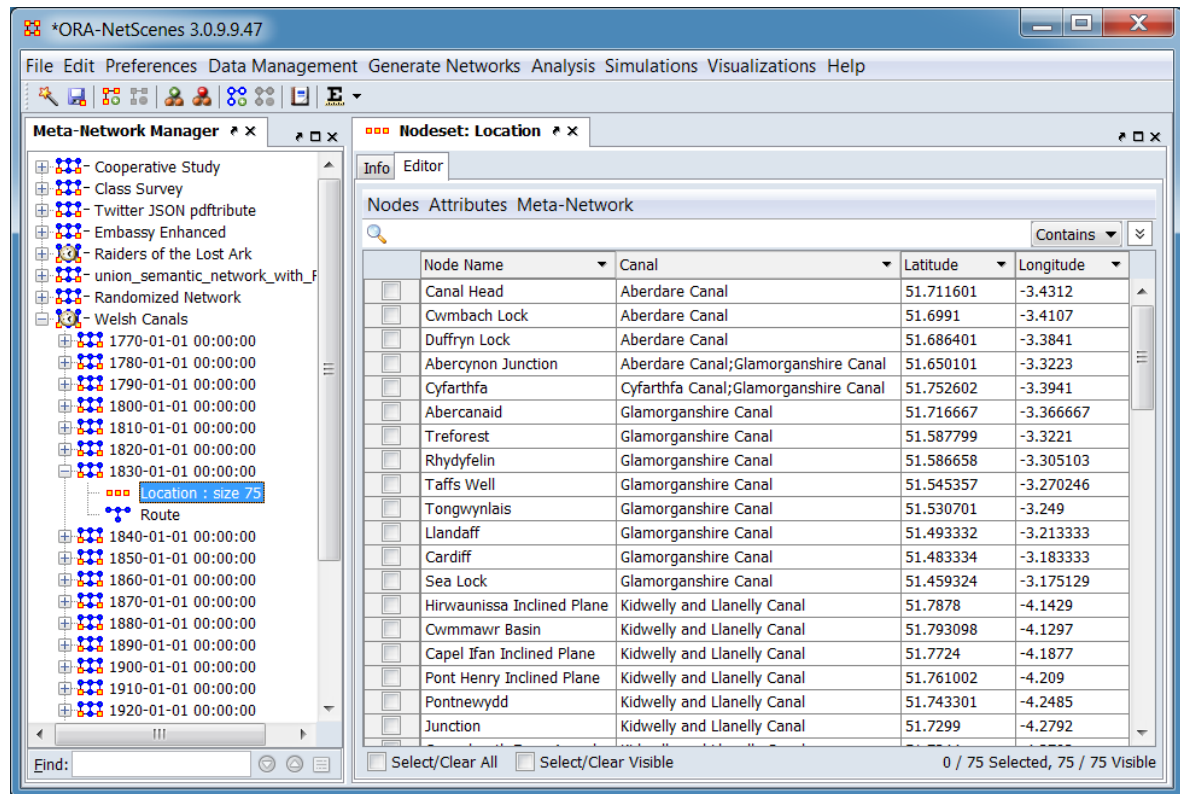 *ORA-NetScenes 3.0.9.9.47
File Edit Preferences Data Management Generate Networks Analysis Simulations Visualizations Help
Meta-Network Manager
Cooperative Study
Class Survey
Twitter JSON pdftribute
Embassy Enhanced
Raiders of the Lost Ark
union_semantic_network_with_F
Randomized Network
Welsh Canals
1770-01-01 00:00:00
1780-01-01 00:00:00
1790-01-01 00:00:00
1800-01-01 00:00:00
1810-01-01 00:00:00
1820-01-01 00:00:00
1830-01-01 00:00:00
Location : size 75
Route
1840-01-01 00:00:00
1850-01-01 00:00:00
1860-01-01 00:00:00
1870-01-01 00:00:00
1880-01-01 00:00:00
1890-01-01 00:00:00
1900-01-01 00:00:00
1910-01-01 00:00:00
1920-01-01 00:00:00
Find:
Nodeset: Location
Info Editor
Nodes Attributes Meta-Network
Contains
Node Name Canal Latitude Longitude
Canal Head Aberdare Canal 51.711601 -3.4312
Cwmbach Lock Aberdare Canal 51.6991 -3.4107
Duffryn Lock Aberdare Canal 51.686401 -3.3841
Abercynon Junction Aberdare Canal;Glamorganshire Canal 51.650101 -3.3223
Cyfarthfa Cyfarthfa Canal;Glamorganshire Canal 51.752602 -3.3941
Abercanaid Glamorganshire Canal 51.716667 -3.366667
Treforest Glamorganshire Canal 51.587799 -3.3221
Rhydyfelin Glamorganshire Canal 51.586658 -3.305103
Taffs Well Glamorganshire Canal 51.545357 -3.270246
Tongwynlais Glamorganshire Canal 51.530701 -3.249
Llandaff Glamorganshire Canal 51.493332 -3.213333
Cardiff Glamorganshire Canal 51.483334 -3.183333
Sea Lock Glamorganshire Canal 51.459324 -3.175129
Hirwaunissa Inclined Plane Kidwelly and Llanelly Canal 51.7878 -4.1429
Cwmmawr Basin Kidwelly and Llanelly Canal 51.793098 -4.1297
Capel Ifan Inclined Plane Kidwelly and Llanelly Canal 51.7724 -4.1877
Pont Henry Inclined Plane Kidwelly and Llanelly Canal 51.761002 -4.209
Pontnewydd Kidwelly and Llanelly Canal 51.743301 -4.2485
Junction Kidwelly and Llanelly Canal 51.7299 -4.2792
Select/Clear All Select/Clear Visible 0 / 75 Selected, 75 / 75 Visible